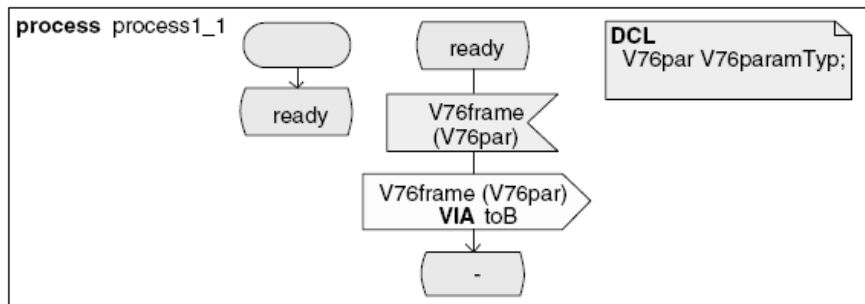 process process1_1
ready
ready
V76frame
(V76par)
V76frame (V76par)
VIA toB
-
DCL
V76par V76paramTyp;